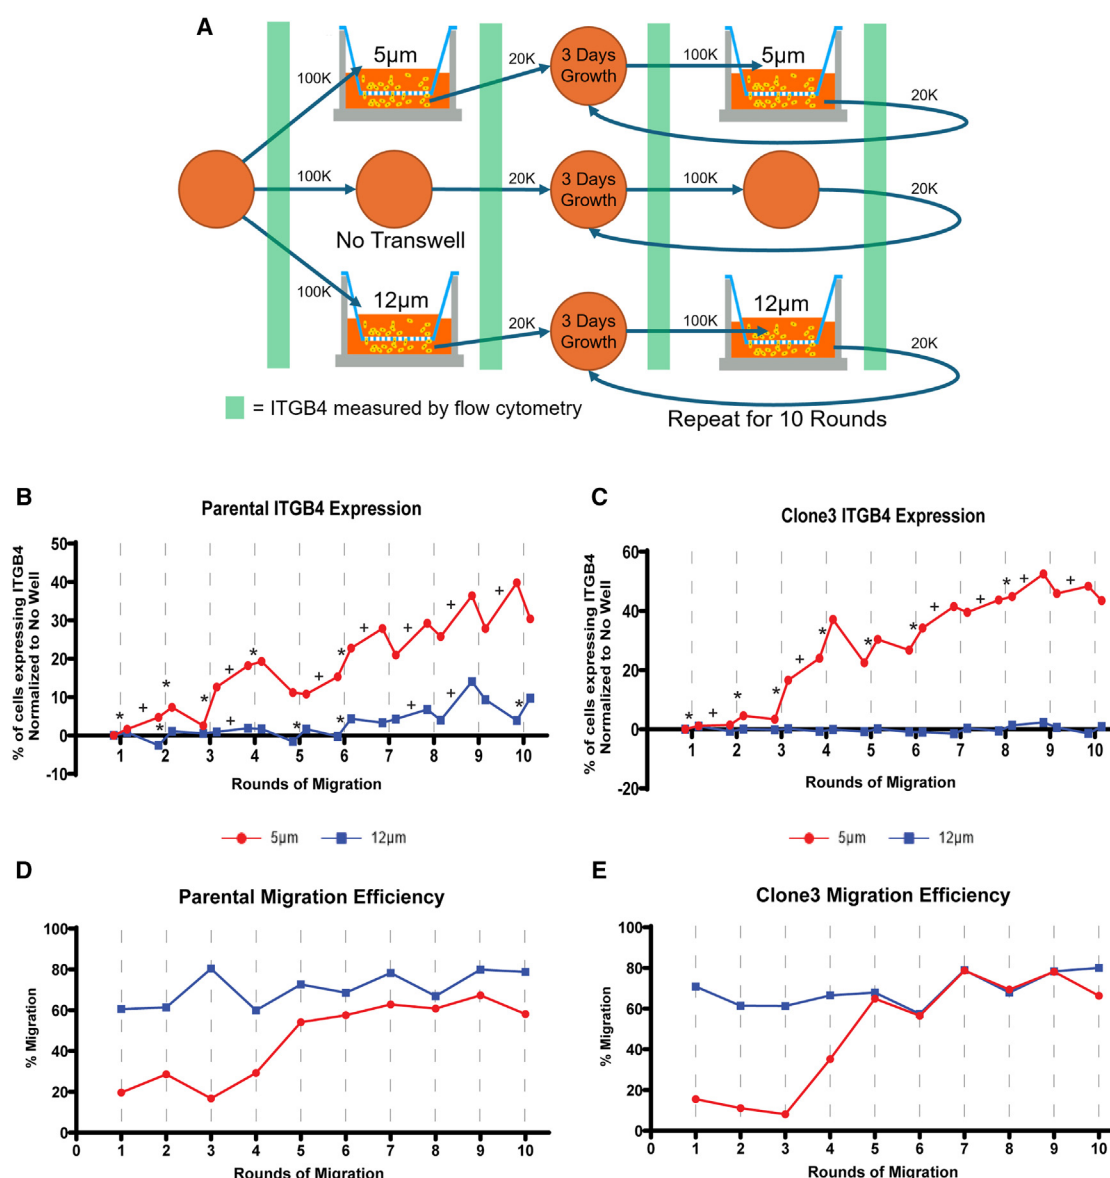 A
5µm
100K
20K
3 Days
Growth
100K
5µm
20K
100K
20K
3 Days
Growth
100K
20K
No Transwell
100K
12µm
20K
3 Days
Growth
100K
12µm
20K
= ITGB4 measured by flow cytometry
Repeat for 10 Rounds
B
Parental ITGB4 Expression
% of cells expressing ITGB4
Normalized to No Well
50
40
30
20
10
0
-10
* + * * + * + * + + + +
* * + * * + *
1 2 3 4 5 6 7 8 9 10
Rounds of Migration
5µm 12µm
C
Clone3 ITGB4 Expression
% of cells expressing ITGB4
Normalized to No Well
60
40
20
0
-20
* + * * + * * * + + * + +
1 2 3 4 5 6 7 8 9 10
Rounds of Migration
5µm 12µm
D
Parental Migration Efficiency
% Migration
100
80
60
40
20
0
0 1 2 3 4 5 6 7 8 9 10
Rounds of Migration
E
Clone3 Migration Efficiency
% Migration
100
80
60
40
20
0
0 1 2 3 4 5 6 7 8 9 10
Rounds of Migration